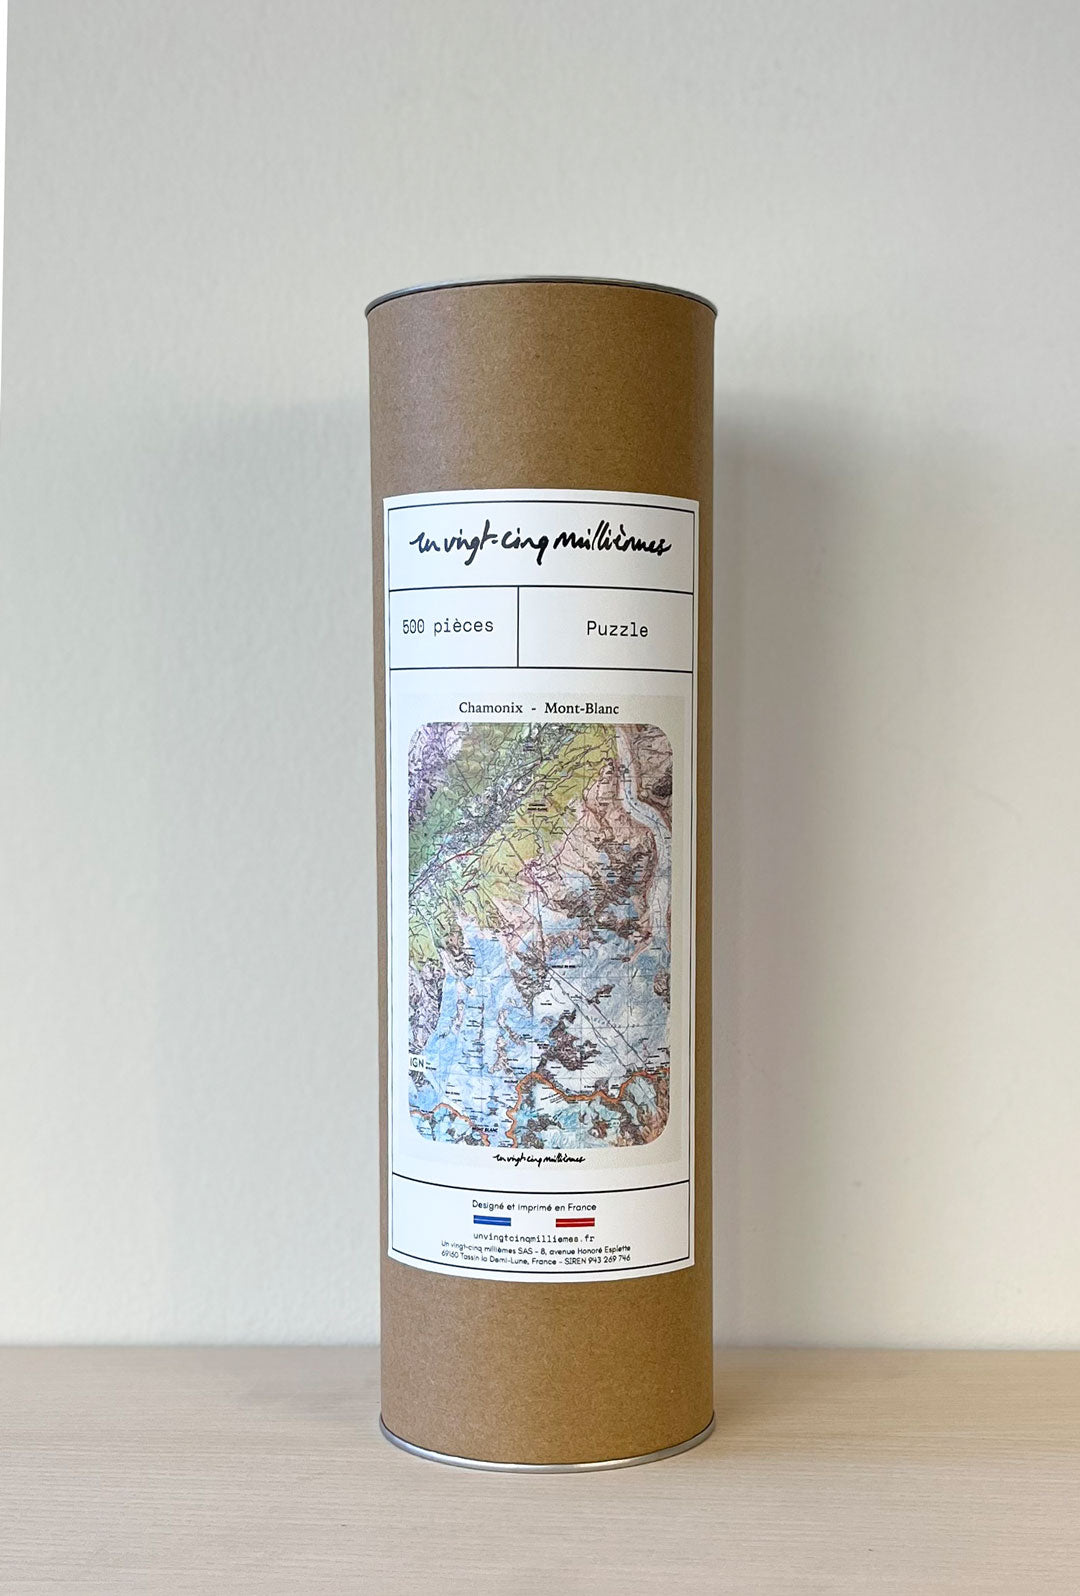 un vingt-cinq millièmes
500 pièces
Puzzle
Chamonix - Mont-Blanc
IGN
MONT BLANC
un vingt-cinq millièmes
Designé et imprimé en France
unvingtcinqmilliemes.fr
Un vingt-cinq millièmes SAS - 8, avenue Honoré Esplette
69160 Tassin la Demi-Lune, France - SIREN 943 269 746